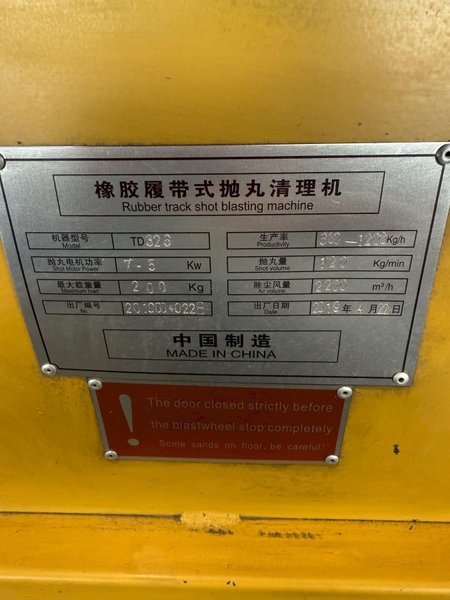 橡胶履带式抛丸清理机
Rubber track shot blasting machine
机器型号 Model TD326 生产率 Productivity 600-1200 Kg/h
抛丸电机功率 Shot Motor Power 7-5 Kw 抛丸量 Shot volume 120 Kg/min
最大载重量 Maximum load 200 Kg 除尘风量 Air volume 2200 m³/h
出厂编号 出厂日期 Date 2019 年 4 月 22 日
中国制造
MADE IN CHINA
The door closed strictly before
the blastwheel stop completely
Some sands on floor, be careful!